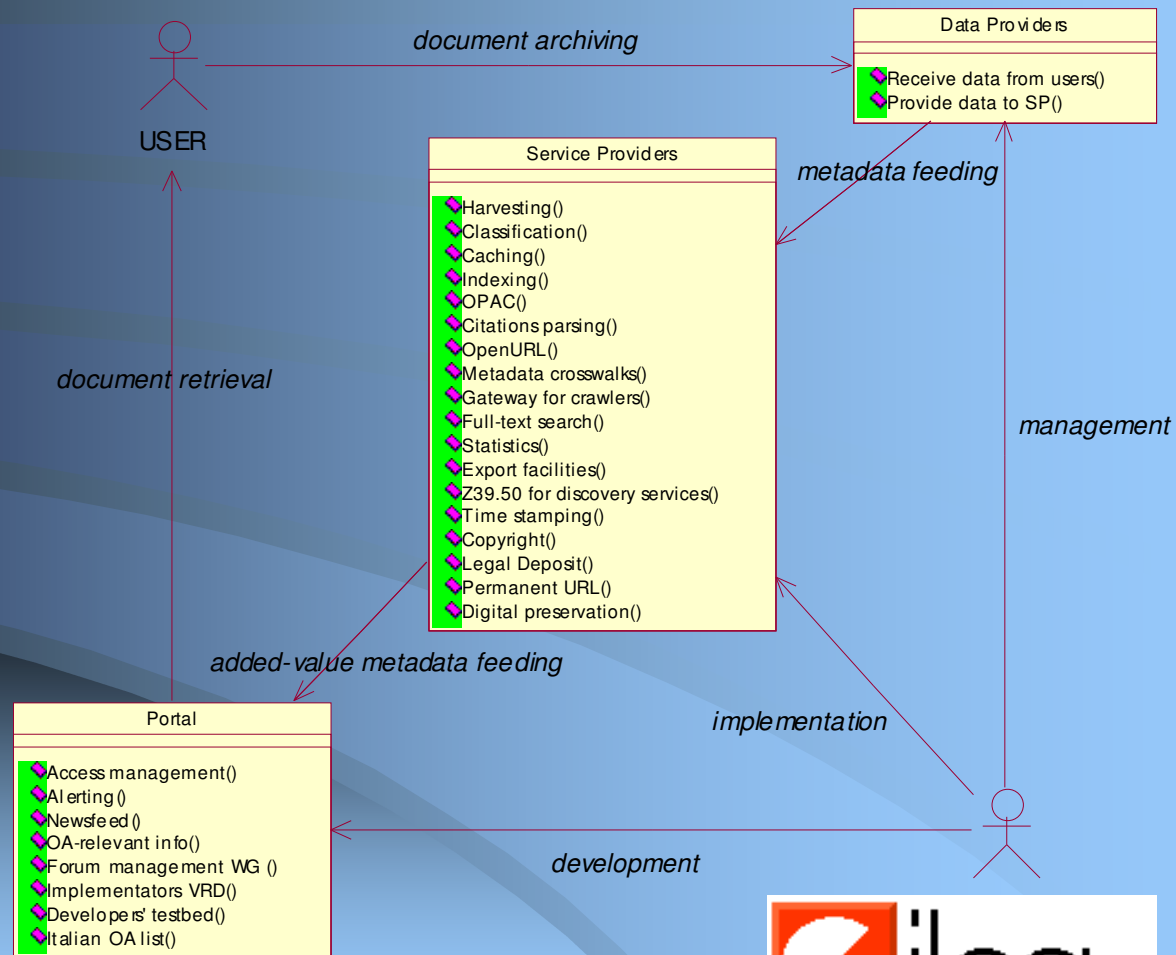 document archiving
Data Providers
Receive data from users()
Provide data to SP()
USER
Service Providers
metadata feeding
Harvesting()
Classification()
Caching()
Indexing()
OPAC()
Citations parsing()
OpenURL()
Metadata crosswalks()
Gateway for crawlers()
Full-text search()
Statistics()
Export facilities()
Z39.50 for discovery services()
Time stamping()
Copyright()
Legal Deposit()
Permanent URL()
Digital preservation()
document retrieval
management
added-value metadata feeding
implementation
Portal
Access management()
Alerting()
Newsfeed()
OA-relevant info()
Forum management WG ()
Implementators VRD()
Developers' testbed()
Italian OA list()
development